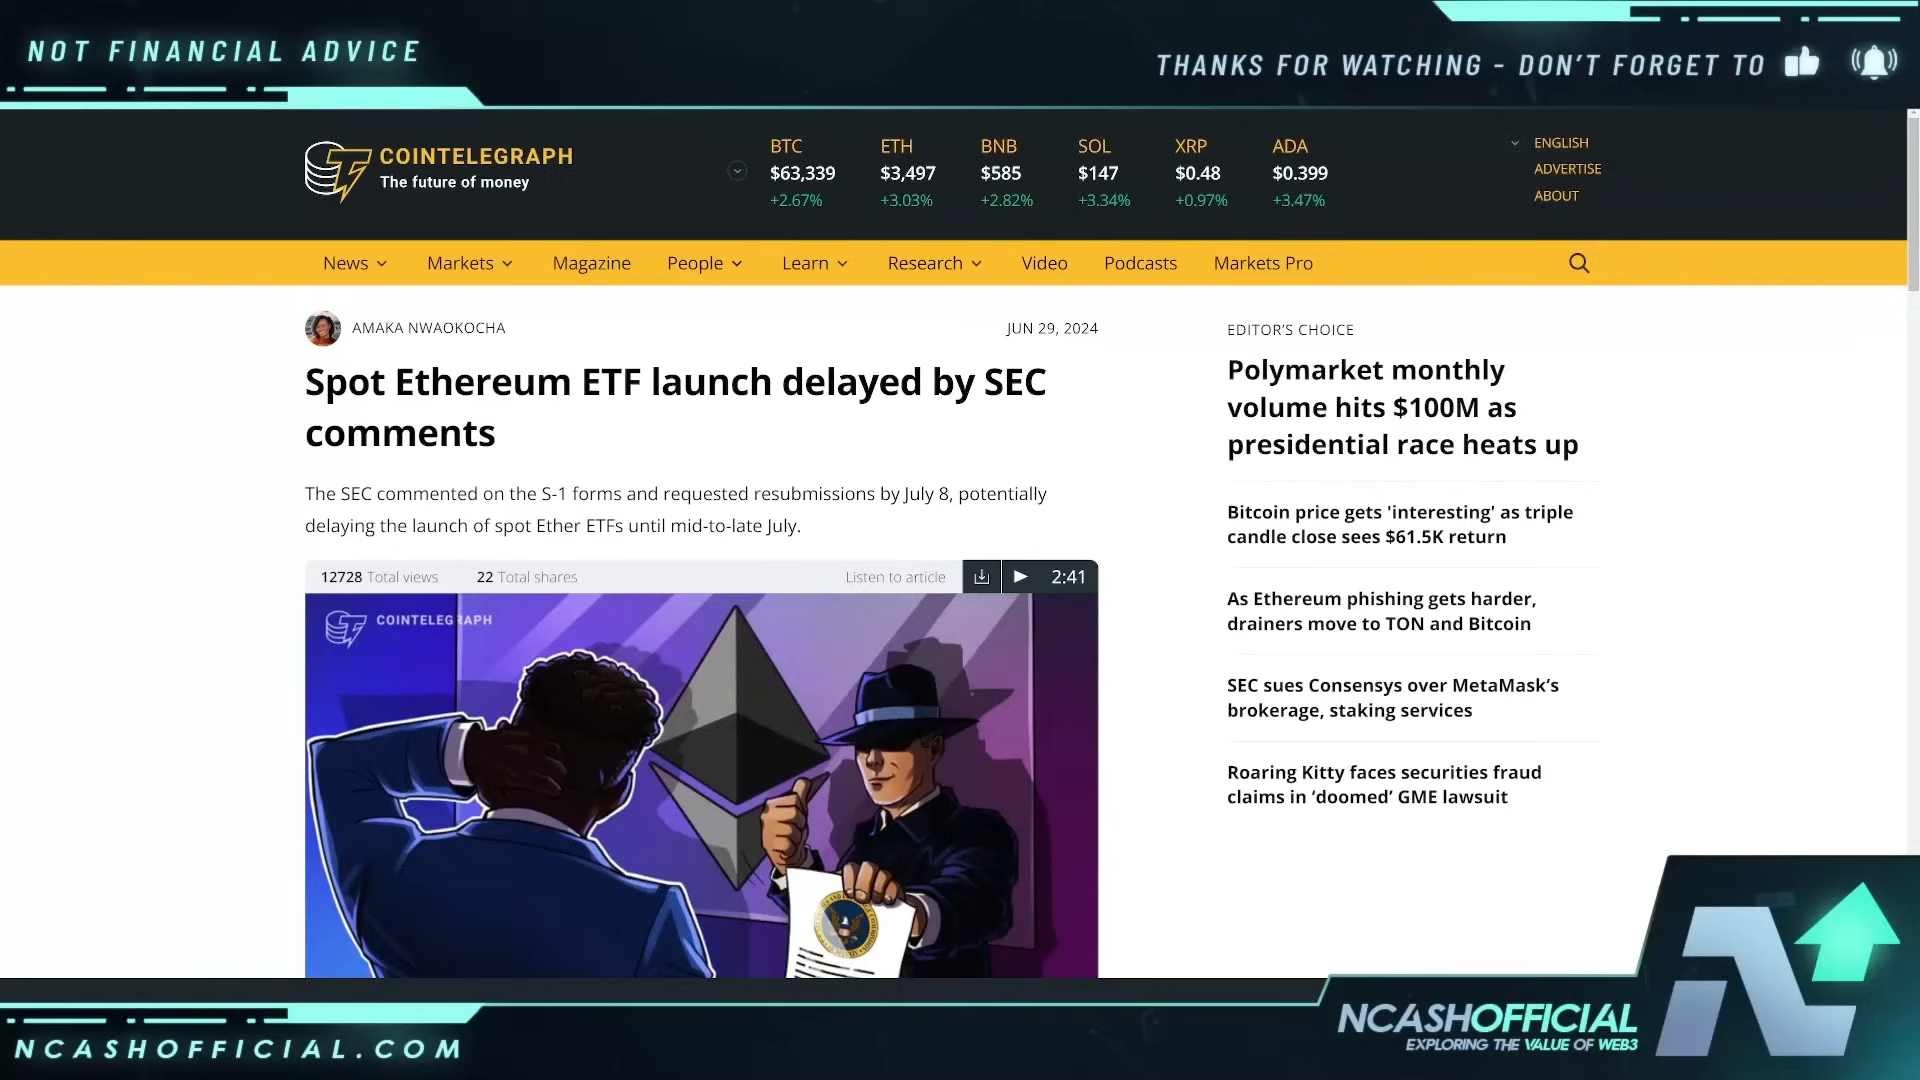 NOT FINANCIAL ADVICE
THANKS FOR WATCHING - DON'T FORGET TO
COINTELEGRAPH
The future of money
BTC
$63,339
+2.67%
ETH
$3,497
+3.03%
BNB
$585
+2.82%
SOL
$147
+3.34%
XRP
$0.48
+0.97%
ADA
$0.399
+3.47%
ENGLISH
ADVERTISE
ABOUT
News
Markets
Magazine
People
Learn
Research
Video
Podcasts
Markets Pro
AMAKA NWAOKOCHA
JUN 29, 2024
Spot Ethereum ETF launch delayed by SEC
comments
The SEC commented on the S-1 forms and requested resubmissions by July 8, potentially
delaying the launch of spot Ether ETFs until mid-to-late July.
12728 Total views
22 Total shares
Listen to article
2:41
COINTELEGRAPH
EDITOR'S CHOICE
Polymarket monthly
volume hits $100M as
presidential race heats up
Bitcoin price gets 'interesting' as triple
candle close sees $61.5K return
As Ethereum phishing gets harder,
drainers move to TON and Bitcoin
SEC sues Consensys over MetaMask’s
brokerage, staking services
Roaring Kitty faces securities fraud
claims in ‘doomed’ GME lawsuit
NCASHOFFICIAL.COM
NCASHOFFICIAL
EXPLORING THE VALUE OF WEB3